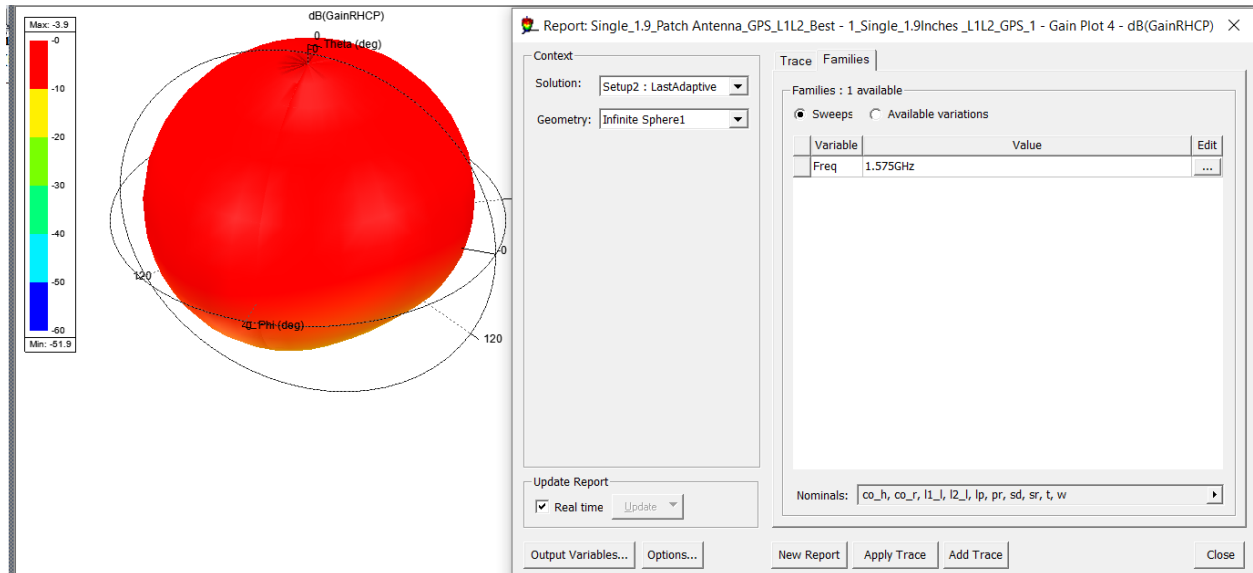 dB(GainRHCP)
Max: -3.9
-0
-10
-20
-30
-40
-50
-60
Min: -51.9
0
Theta (deg)
-0
120
-0 Phi (deg)
120
Report: Single_1.9_Patch Antenna_GPS_L1L2_Best - 1_Single_1.9Inches _L1L2_GPS_1 - Gain Plot 4 - dB(GainRHCP)
Context
Solution: Setup2 : LastAdaptive
Geometry: Infinite Sphere1
Update Report
Real time Update
Output Variables... Options...
Trace Families
Families : 1 available
Sweeps Available variations
Variable Value Edit
Freq 1.575GHz ...
Nominals: co_h, co_r, l1_l, l2_l, lp, pr, sd, sr, t, w
New Report Apply Trace Add Trace Close